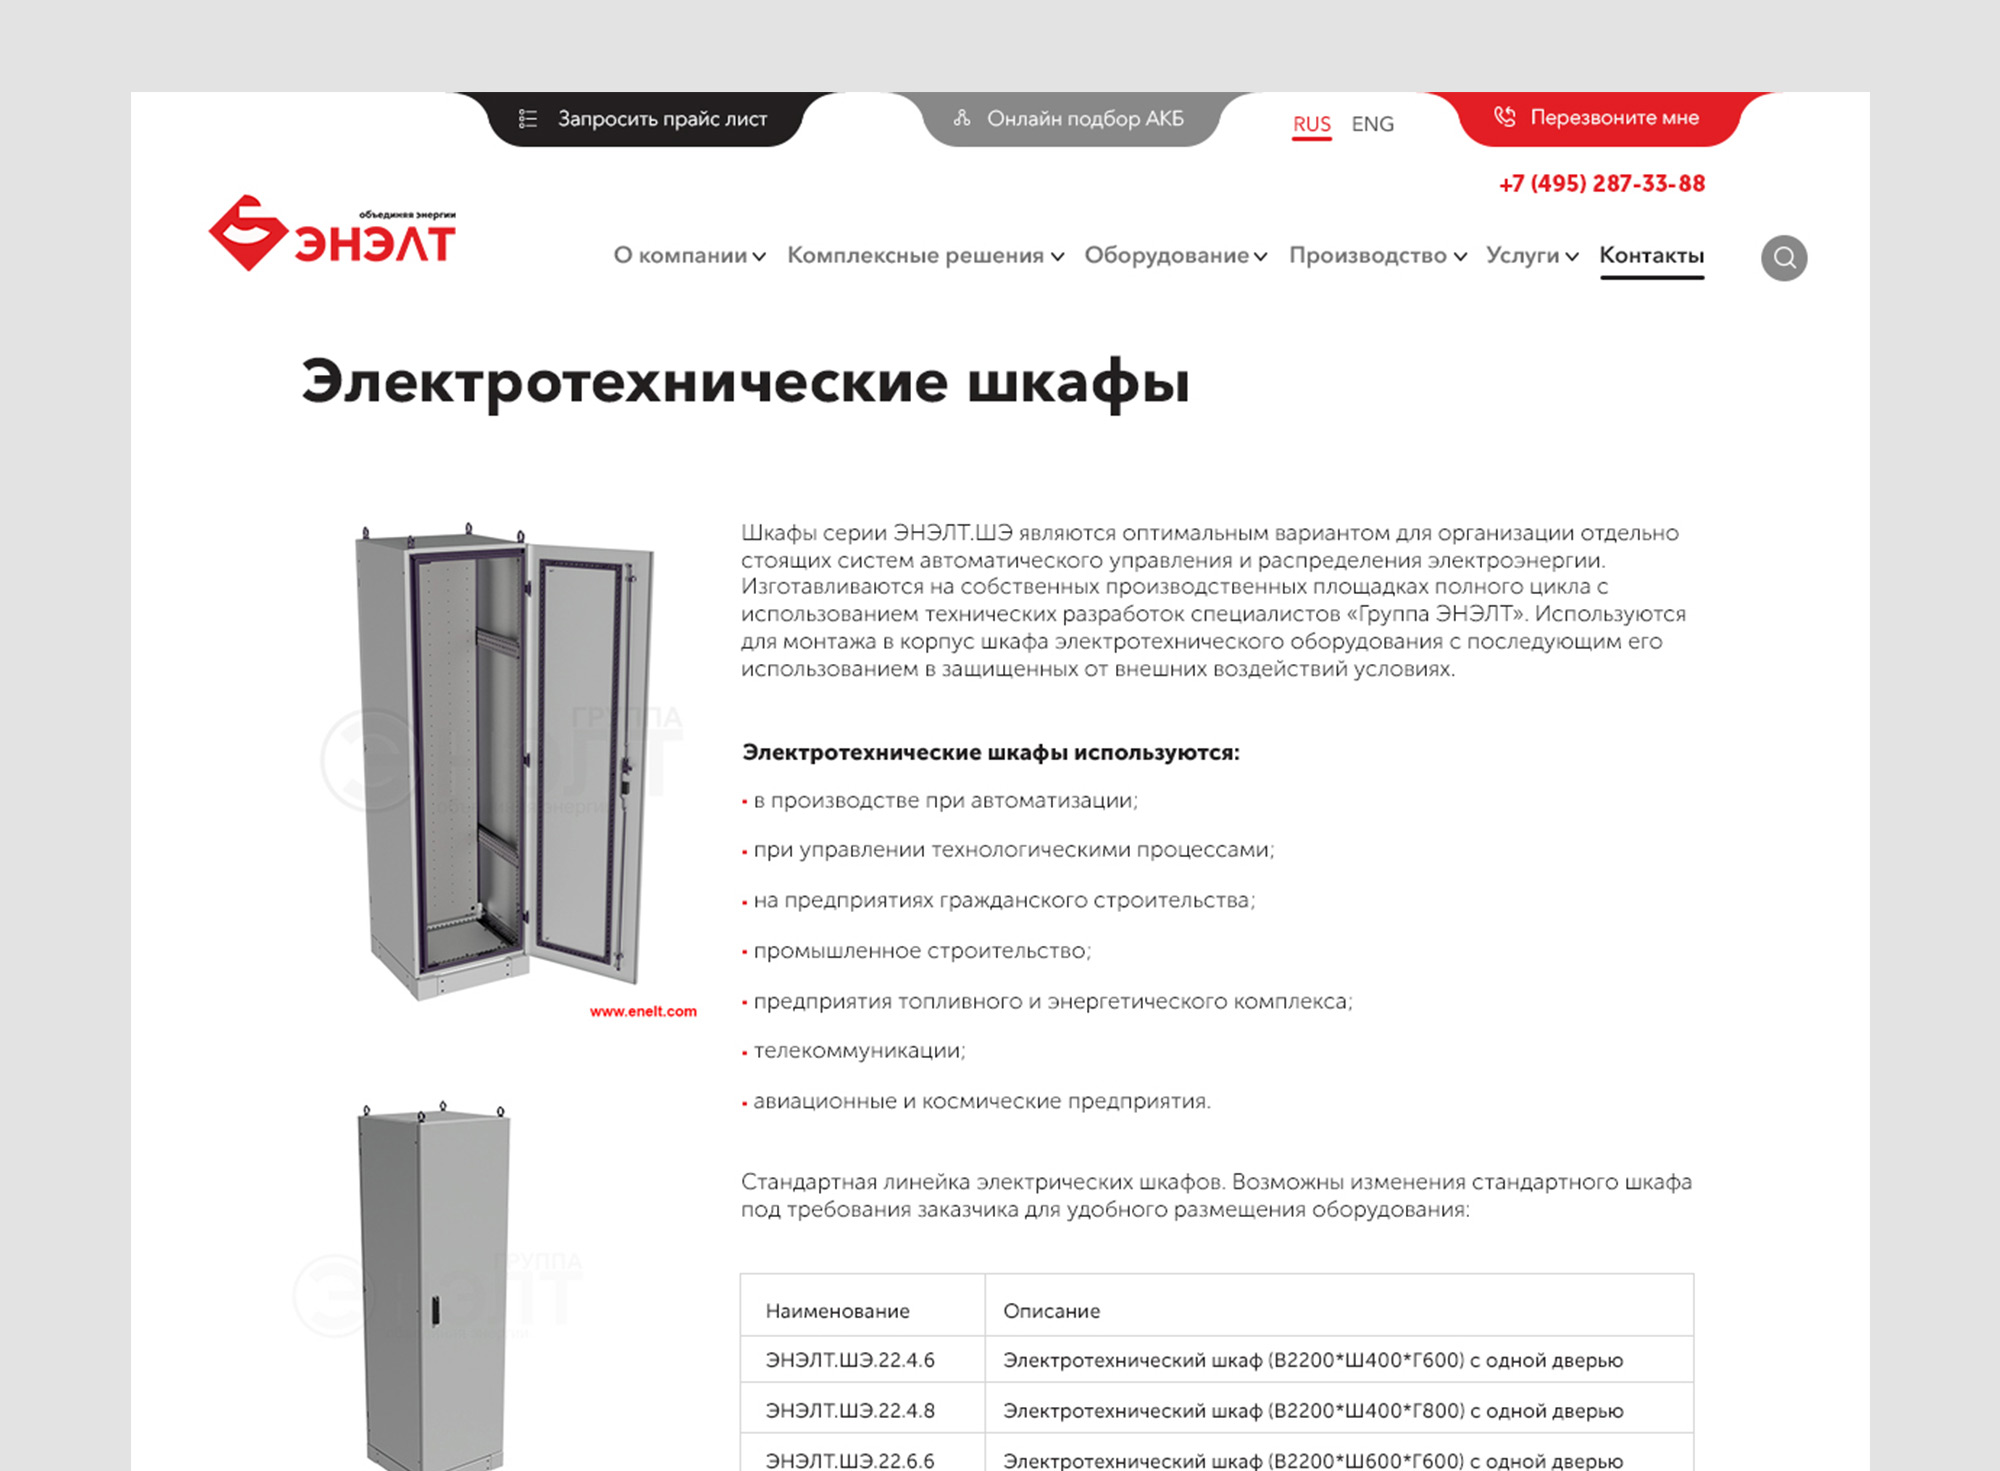 Запросить прайс лист
Онлайн подбор АКБ
RUS ENG
Перезвоните мне
+7 (495) 287-33-88
объединяя энергии
ЭНЭЛТ
О компании
Комплексные решения
Оборудование
Производство
Услуги
Контакты
Электротехнические шкафы
Шкафы серии ЭНЭЛТ.ШЭ являются оптимальным вариантом для организации отдельно
стоящих систем автоматического управления и распределения электроэнергии.
Изготавливаются на собственных производственных площадках полного цикла с
использованием технических разработок специалистов «Группа ЭНЭЛТ». Используются
для монтажа в корпус шкафа электротехнического оборудования с последующим его
использованием в защищенных от внешних воздействий условиях.
ГРУППА
ЭНЭЛТ
объединяя энергии
www.enelt.com
Электротехнические шкафы используются:
в производстве при автоматизации;
при управлении технологическими процессами;
на предприятиях гражданского строительства;
промышленное строительство;
предприятия топливного и энергетического комплекса;
телекоммуникации;
авиационные и космические предприятия.
Стандартная линейка электрических шкафов. Возможны изменения стандартного шкафа
под требования заказчика для удобного размещения оборудования:
ГРУППА
ЭНЭЛТ
Наименование Описание
ЭНЭЛТ.ШЭ.22.4.6 Электротехнический шкаф (В2200*Ш400*Г600) с одной дверью
ЭНЭЛТ.ШЭ.22.4.8 Электротехнический шкаф (В2200*Ш400*Г800) с одной дверью
ЭНЭЛТ.ШЭ.22.6.6 Электротехнический шкаф (В2200*Ш600*Г600) с одной дверью